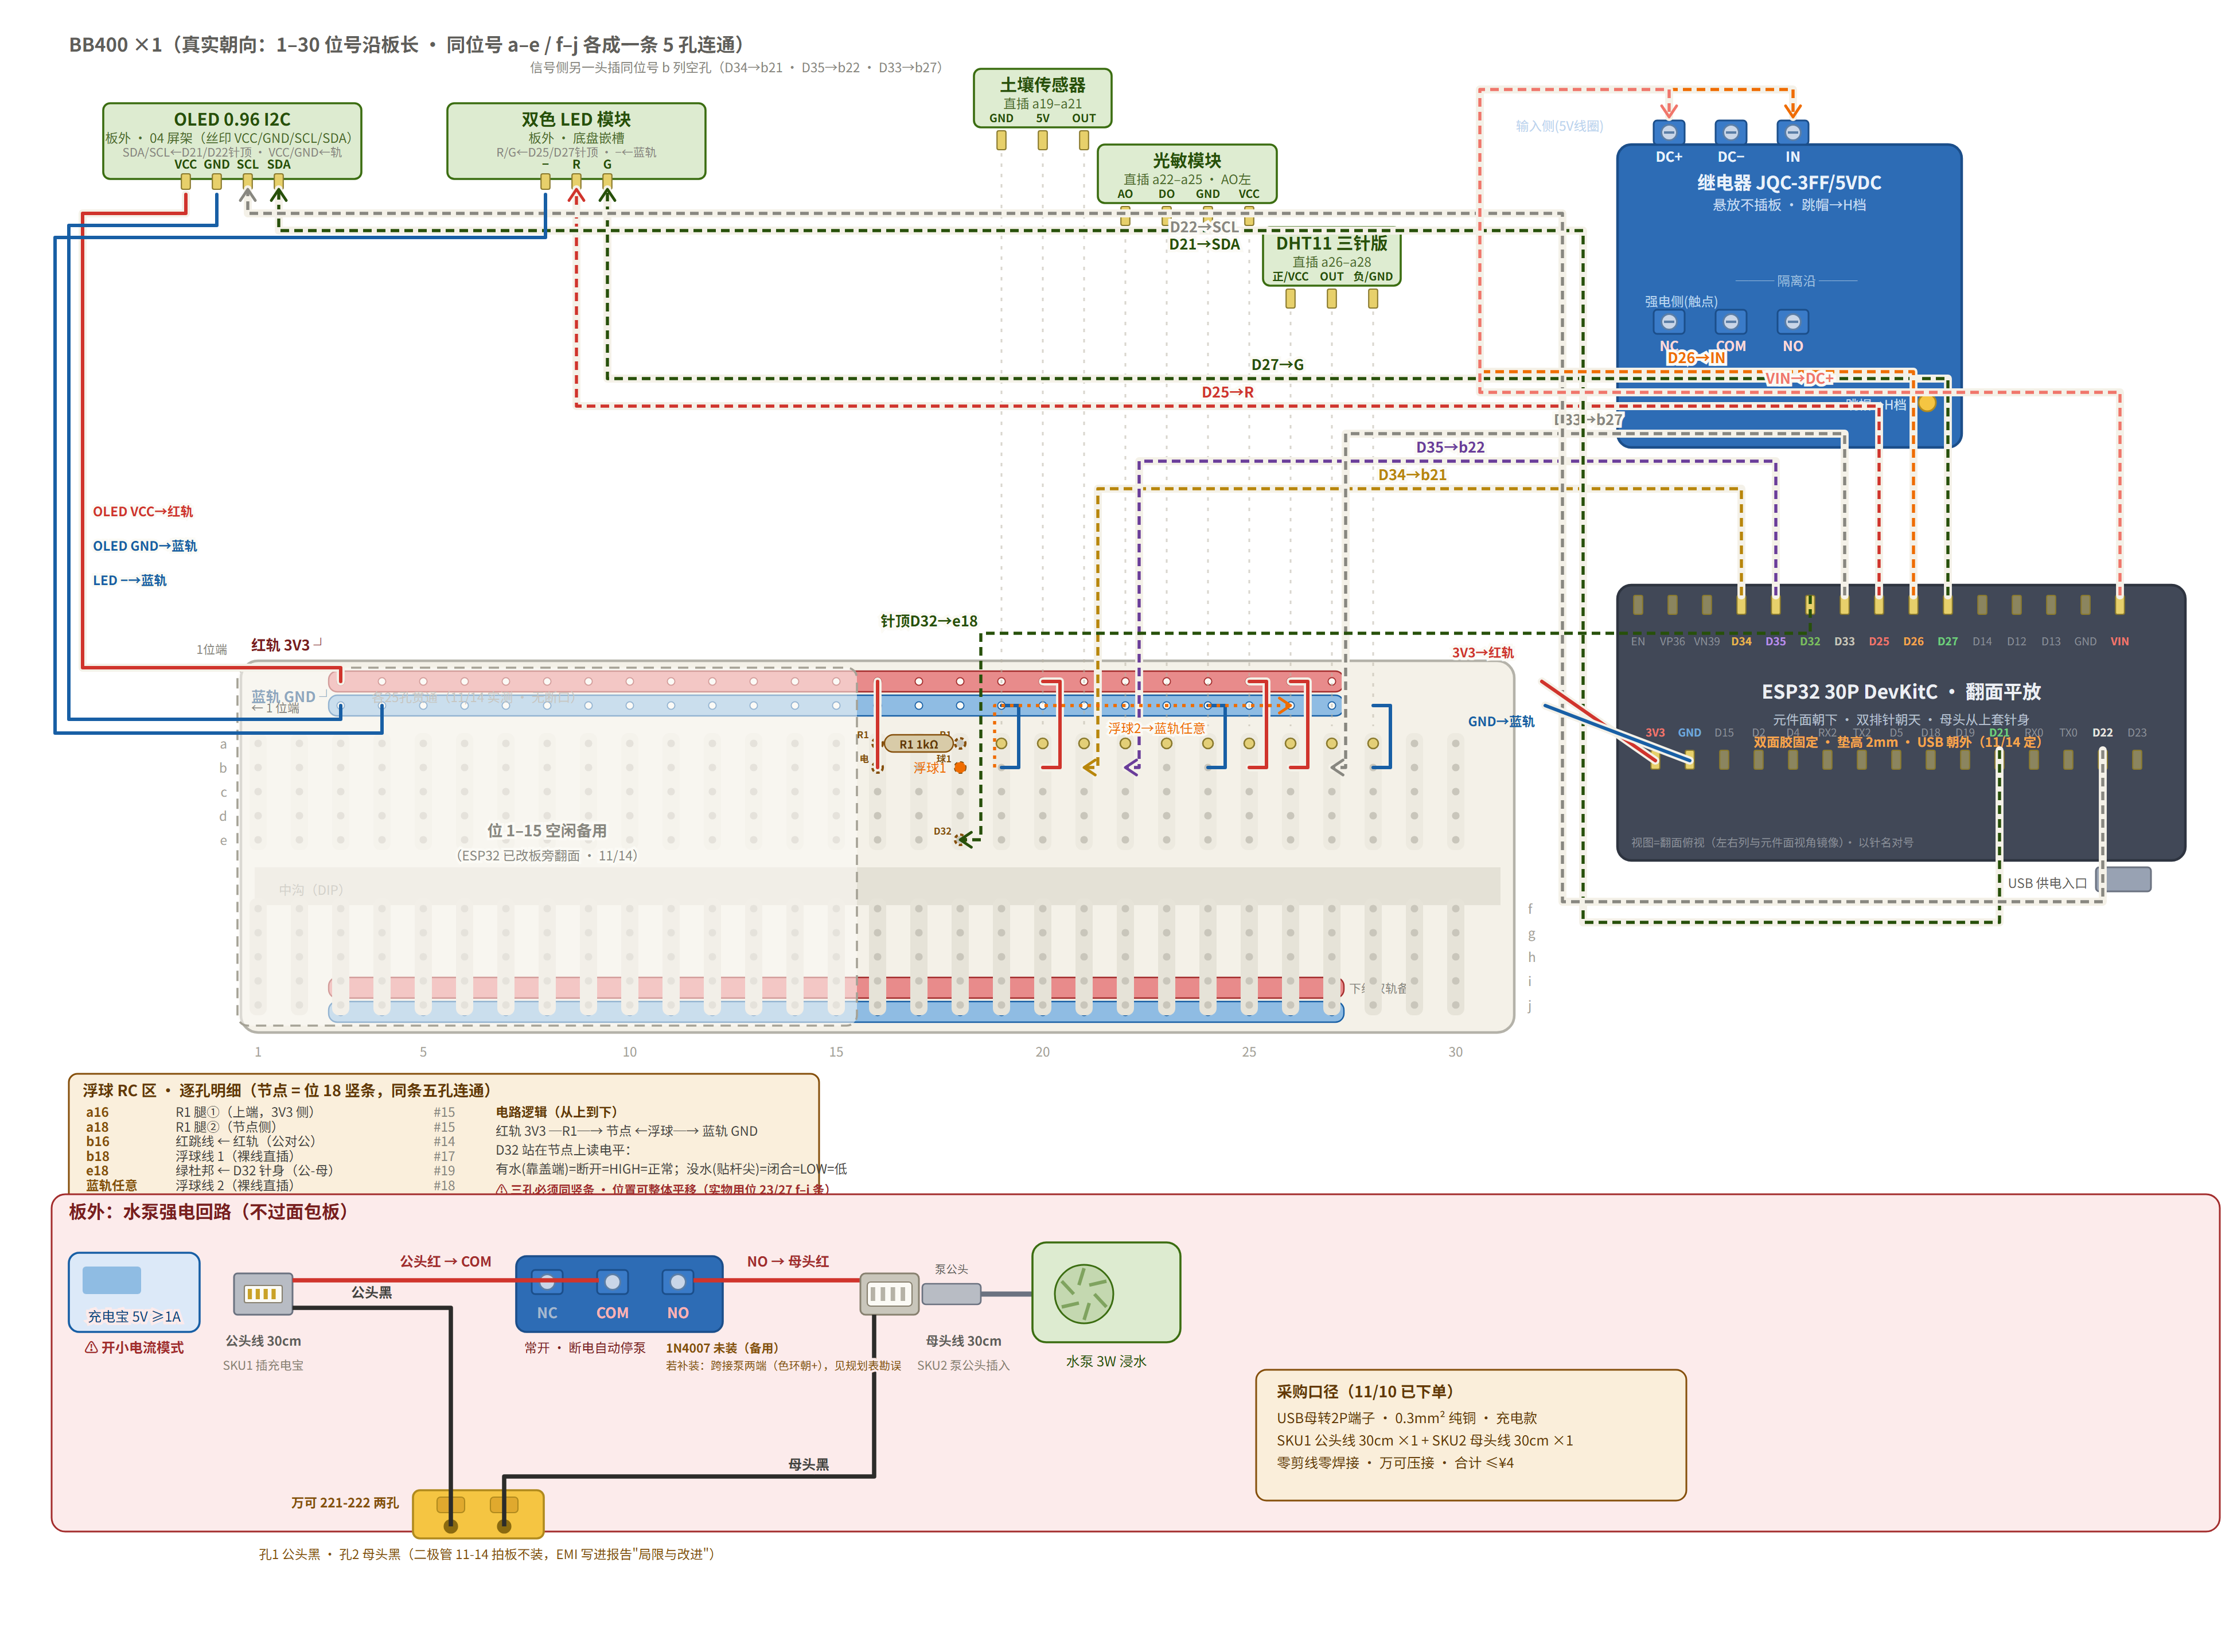 BB400 ×1（真实朝向：1–30 位号沿板长 · 同位号 a–e / f–j 各成一条 5 孔连通）
信号侧另一头插同位号 b 列空孔（D34→b21 · D35→b22 · D33→b27）
OLED 0.96 I2C
板外 · 04 屏架（丝印 VCC/GND/SCL/SDA）
SDA/SCL←D21/D22针顶 · VCC/GND←轨
VCC GND SCL SDA
双色 LED 模块
板外 · 底盘嵌槽
R/G←D25/D27针顶 · −←蓝轨
− R G
土壤传感器
直插 a19–a21
GND 5V OUT
光敏模块
直插 a22–a25 · AO左
AO DO GND VCC
D22→SCL
D21→SDA
DHT11 三针版
直插 a26–a28
正/VCC OUT 负/GND
输入侧(5V线圈)
DC+ DC− IN
继电器 JQC-3FF/5VDC
悬放不插板 · 跳帽→H档
隔离沿
强电侧(触点)
NC COM NO
D26→IN
VIN→DC+
D27→G
D25→R
D33→b27
D35→b22
D34→b21
OLED VCC→红轨
OLED GND→蓝轨
LED −→蓝轨
针顶D32→e18
1位端
红轨 3V3
蓝轨 GND
← 1 位端
3V3→红轨
GND→蓝轨
EN VP36 VN39 D34 D35 D32 D33 D25 D26 D27 D14 D12 D13 GND VIN
ESP32 30P DevKitC · 翻面平放
元件面朝下 · 双排针朝天 · 母头从上套针身
3V3 GND D15 D2 D4 RX2 TX2 D5 D18 D19 D21 RX0 TX0 D22 D23
双面胶固定 · 垫高 2mm · USB 朝外（11/14 定）
视图=翻面俯视（左右列与元件面视角镜像）· 以针名对号
USB 供电入口
浮球2→蓝轨任意
R1
R1 1kΩ
浮球1
球1
D32
a
b
c
d
e
位 1–15 空闲备用
（ESP32 已改板旁翻面 · 11/14）
中沟（DIP）
f
g
h
i
j
1 5 10 15 20 25 30
浮球 RC 区 · 逐孔明细（节点 = 位 18 竖条，同条五孔连通）
a16 R1 腿①（上端，3V3 侧） #15
a18 R1 腿②（节点侧） #15
b16 红跳线 ← 红轨（公对公） #14
b18 浮球线 1（裸线直插） #17
e18 绿杜邦 ← D32 针身（公-母） #19
蓝轨任意 浮球线 2（裸线直插） #18
电路逻辑（从上到下）
红轨 3V3 ─R1─→ 节点 ←浮球─→ 蓝轨 GND
D32 站在节点上读电平：
有水(靠盖端)=断开=HIGH=正常；没水(贴杆尖)=闭合=LOW=低
⚠ 三孔必须同竖条 · 位置可整体平移（实物用位 23/27 f–j 条）
板外：水泵强电回路（不过面包板）
充电宝 5V ≥1A
⚠ 开小电流模式
公头线 30cm
SKU1 插充电宝
公头红 → COM
公头黑
NC COM NO
常开 · 断电自动停泵
NO → 母头红
1N4007 未装（备用）
若补装：跨接泵两端（色环朝+），见规划表勘误
泵公头
母头线 30cm
SKU2 泵公头插入
水泵 3W 浸水
母头黑
万可 221-222 两孔
孔1 公头黑 · 孔2 母头黑（二极管 11-14 拍板不装，EMI 写进报告"局限与改进"）
采购口径（11/10 已下单）
USB母转2P端子 · 0.3mm² 纯铜 · 充电款
SKU1 公头线 30cm ×1 + SKU2 母头线 30cm ×1
零剪线零焊接 · 万可压接 · 合计 ≤¥4